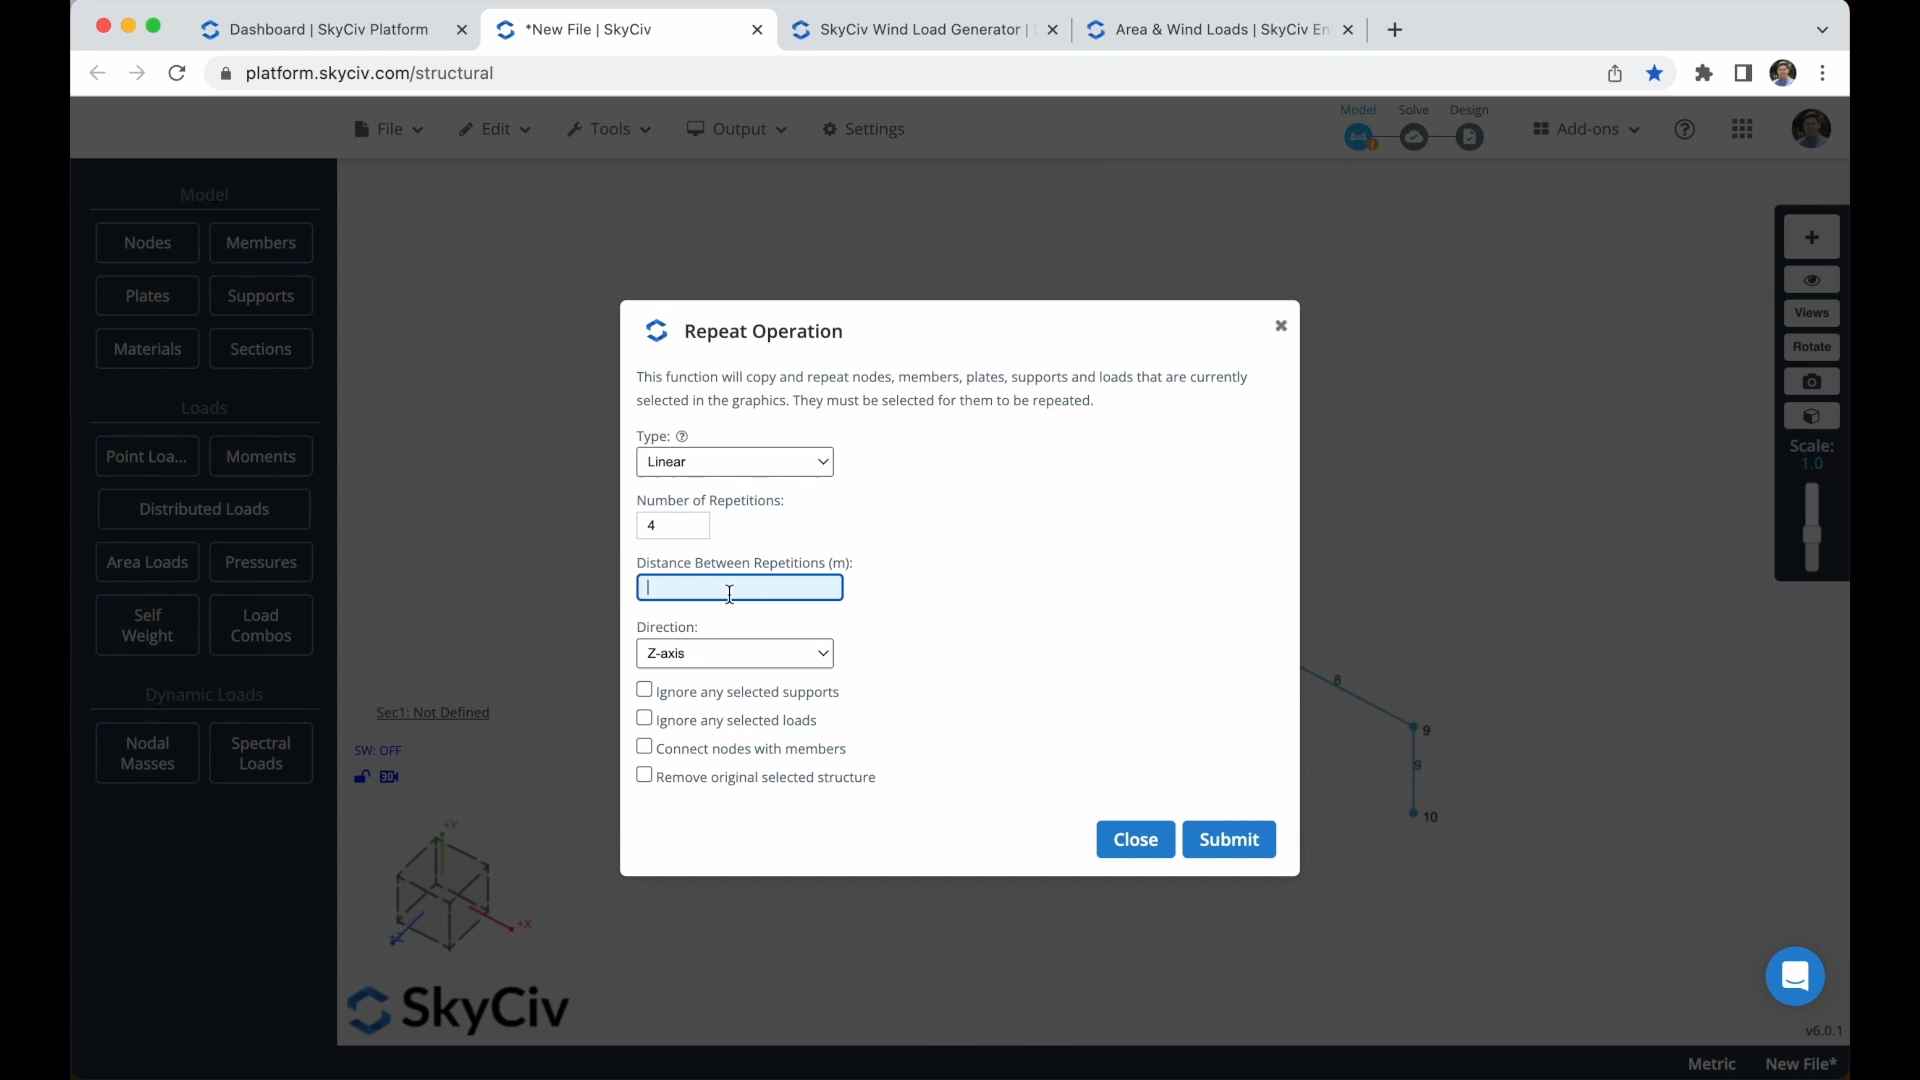 Dashboard | SkyCiv Platform
*New File | SkyCiv
SkyCiv Wind Load Generator |
Area & Wind Loads | SkyCiv En
platform.skyciv.com/structural
File
Edit
Tools
Output
Settings
Model
Solve
Design
Add-ons
Model
Nodes
Members
Plates
Supports
Materials
Sections
Loads
Point Loa...
Moments
Distributed Loads
Area Loads
Pressures
Self
Weight
Load
Combos
Dynamic Loads
Nodal
Masses
Spectral
Loads
Sec1: Not Defined
SW: OFF
3D
+Y
+X
+Z
SkyCiv
Repeat Operation
This function will copy and repeat nodes, members, plates, supports and loads that are currently
selected in the graphics. They must be selected for them to be repeated.
Type:
Linear
Number of Repetitions:
4
Distance Between Repetitions (m):
Direction:
Z-axis
Ignore any selected supports
Ignore any selected loads
Connect nodes with members
Remove original selected structure
Close
Submit
8
9
9
10
Views
Rotate
Scale:
1.0
v6.0.1
Metric
New File*